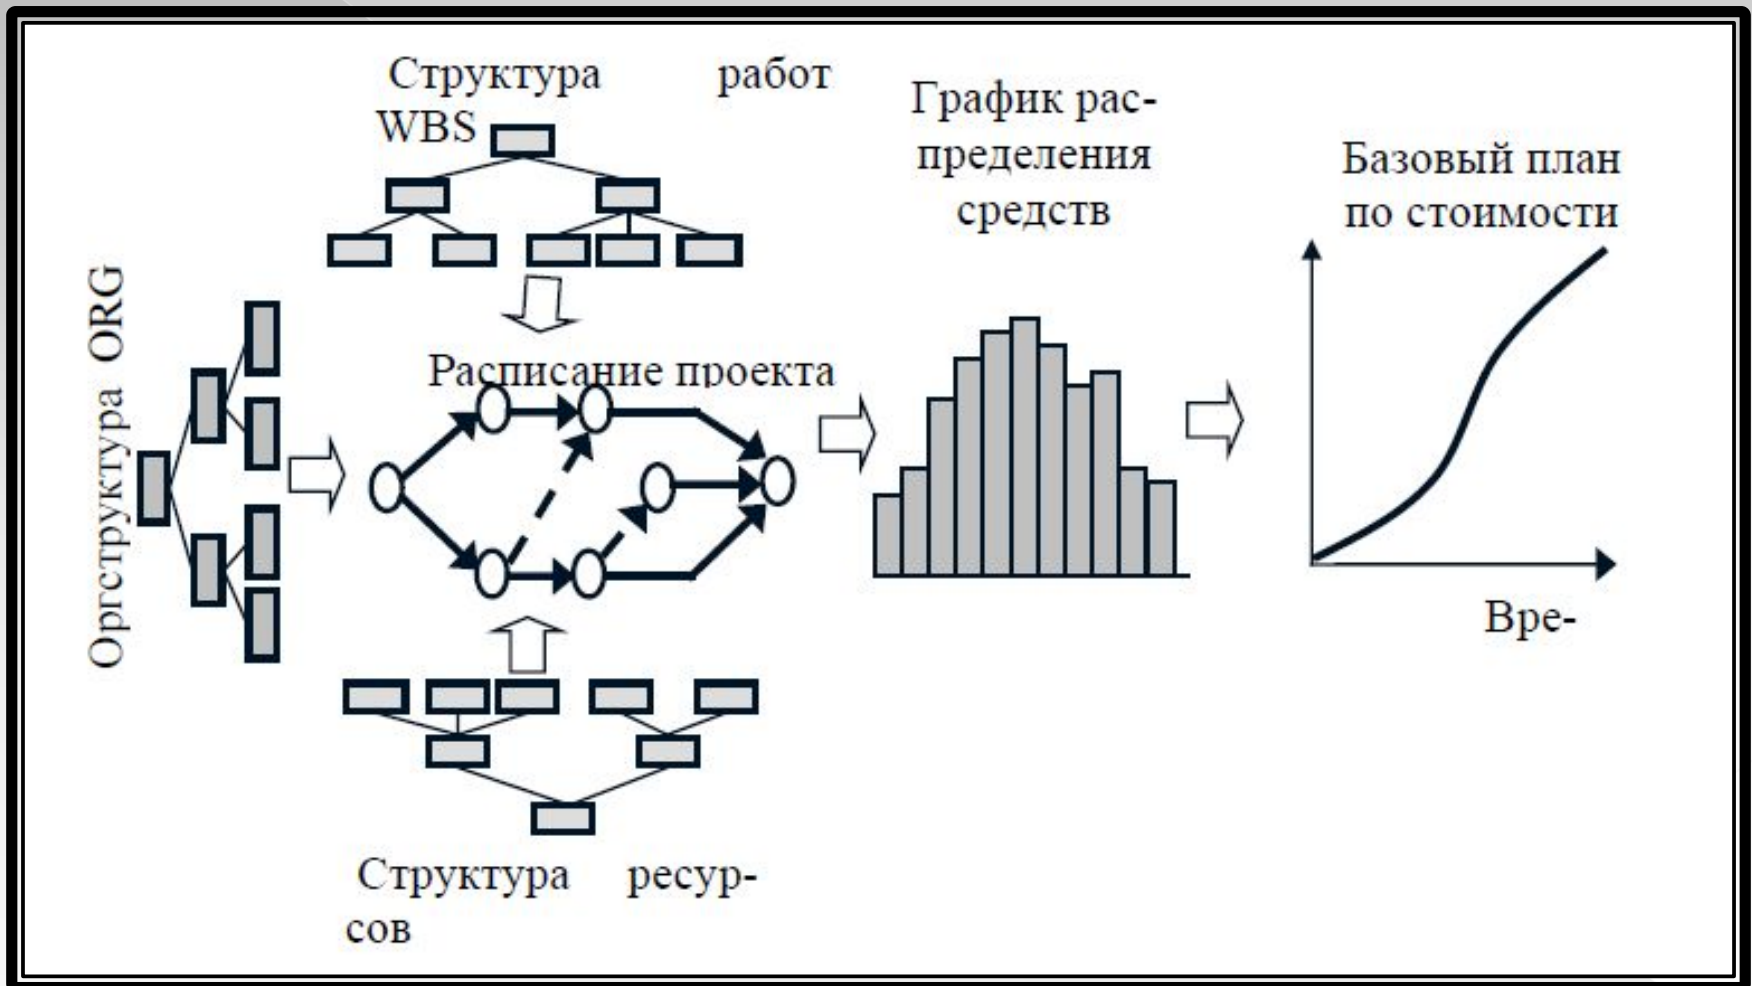 Структура работ
WBS
График рас-
пределения
средств
Базовый план
по стоимости
Оргструктура ORG
Расписание проекта
Вре-
Структура ресур-
сов